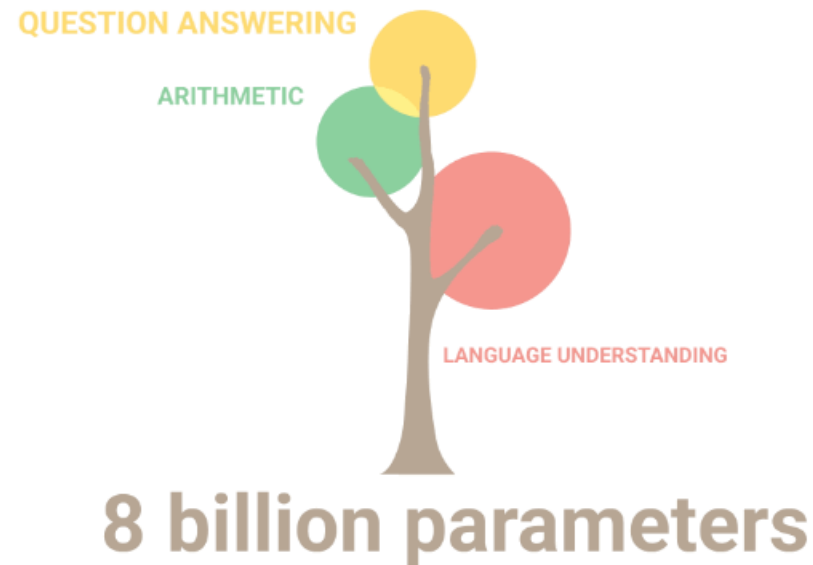 QUESTION ANSWERING
ARITHMETIC
LANGUAGE UNDERSTANDING
8 billion parameters